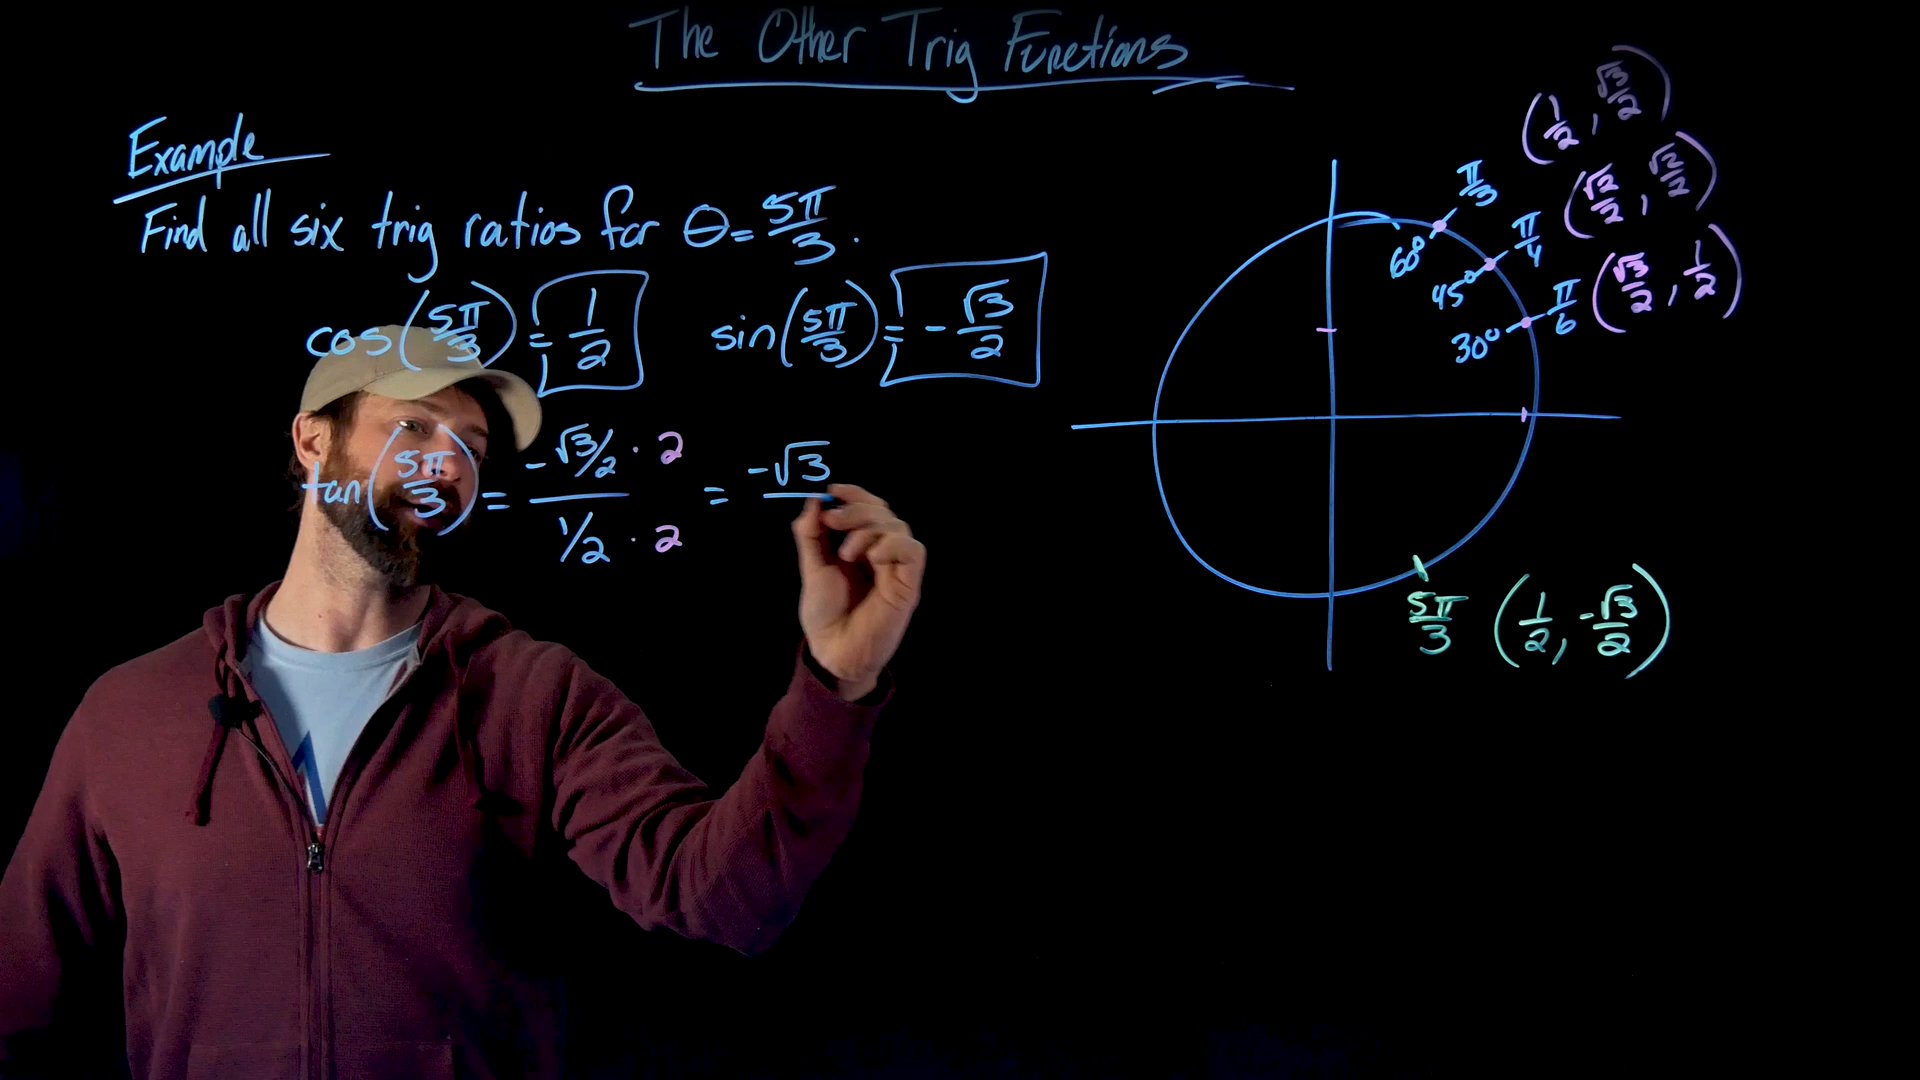 The Other Trig Functions
Example
Find all six trig ratios for θ = 5π/3.
cos(5π/3) = 1/2
sin(5π/3) = -√3/2
tan(5π/3) = -√3/2 · 2 / 1/2 · 2 = -√3
π/3 (1/2, √3/2)
60°
π/4 (√2/2, √2/2)
45°
π/6 (√3/2, 1/2)
30°
5π/3 (1/2, -√3/2)